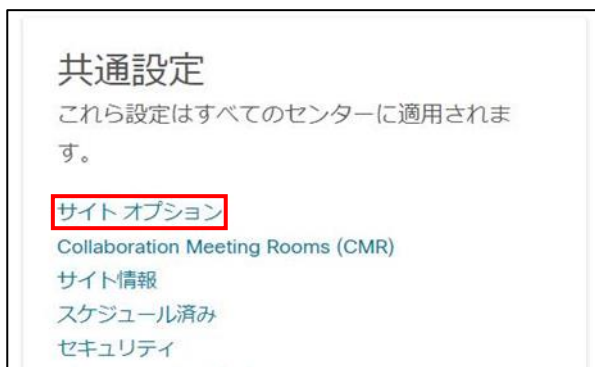 共通設定
これら設定はすべてのセンターに適用されま
す。
サイト オプション
Collaboration Meeting Rooms (CMR)
サイト情報
スケジュール済み
セキュリティ